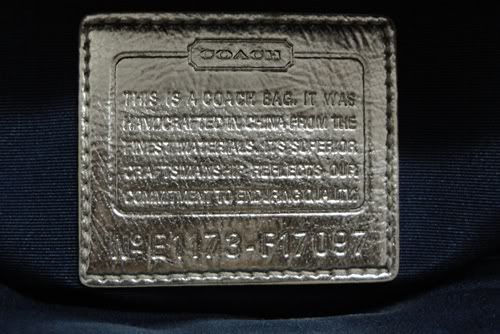 COACH
THIS IS A COACH BAG. IT WAS
HANDCRAFTED IN CHINA FROM THE
FINEST MATERIALS. ITS SUPERIOR
CRAFTSMANSHIP REFLECTS OUR
COMMITMENT TO ENDURING QUALITY.
Nº E1173-F17097